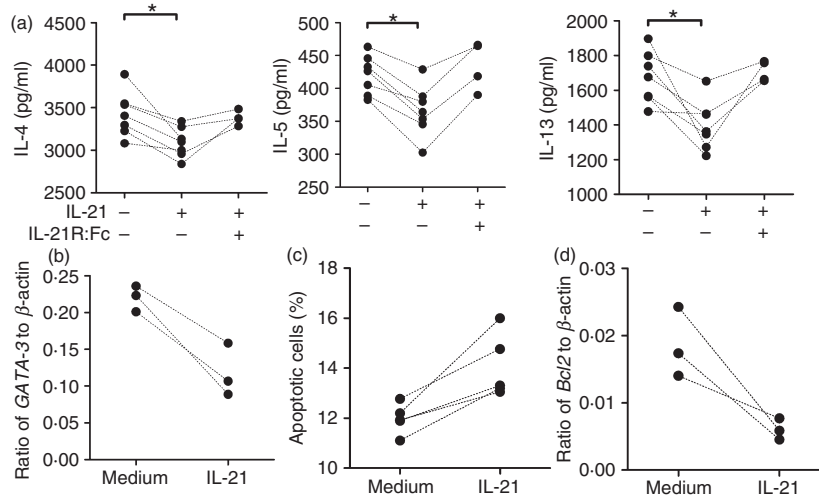 (a)
4500
4000
3500
3000
2500
IL-4 (pg/ml)
*
IL-21 – + +
IL-21R:Fc – – +
500
450
400
350
300
250
IL-5 (pg/ml)
*
– + +
– – +
2000
1800
1600
1400
1200
1000
IL-13 (pg/ml)
*
– + +
– – +
(b)
0·25
0·20
0·15
0·10
0·05
0·00
Ratio of GATA-3 to β-actin
Medium IL-21
(c)
18
16
14
12
10
Apoptotic cells (%)
Medium IL-21
(d)
0·03
0·02
0·01
0·00
Ratio of Bcl2 to β-actin
Medium IL-21